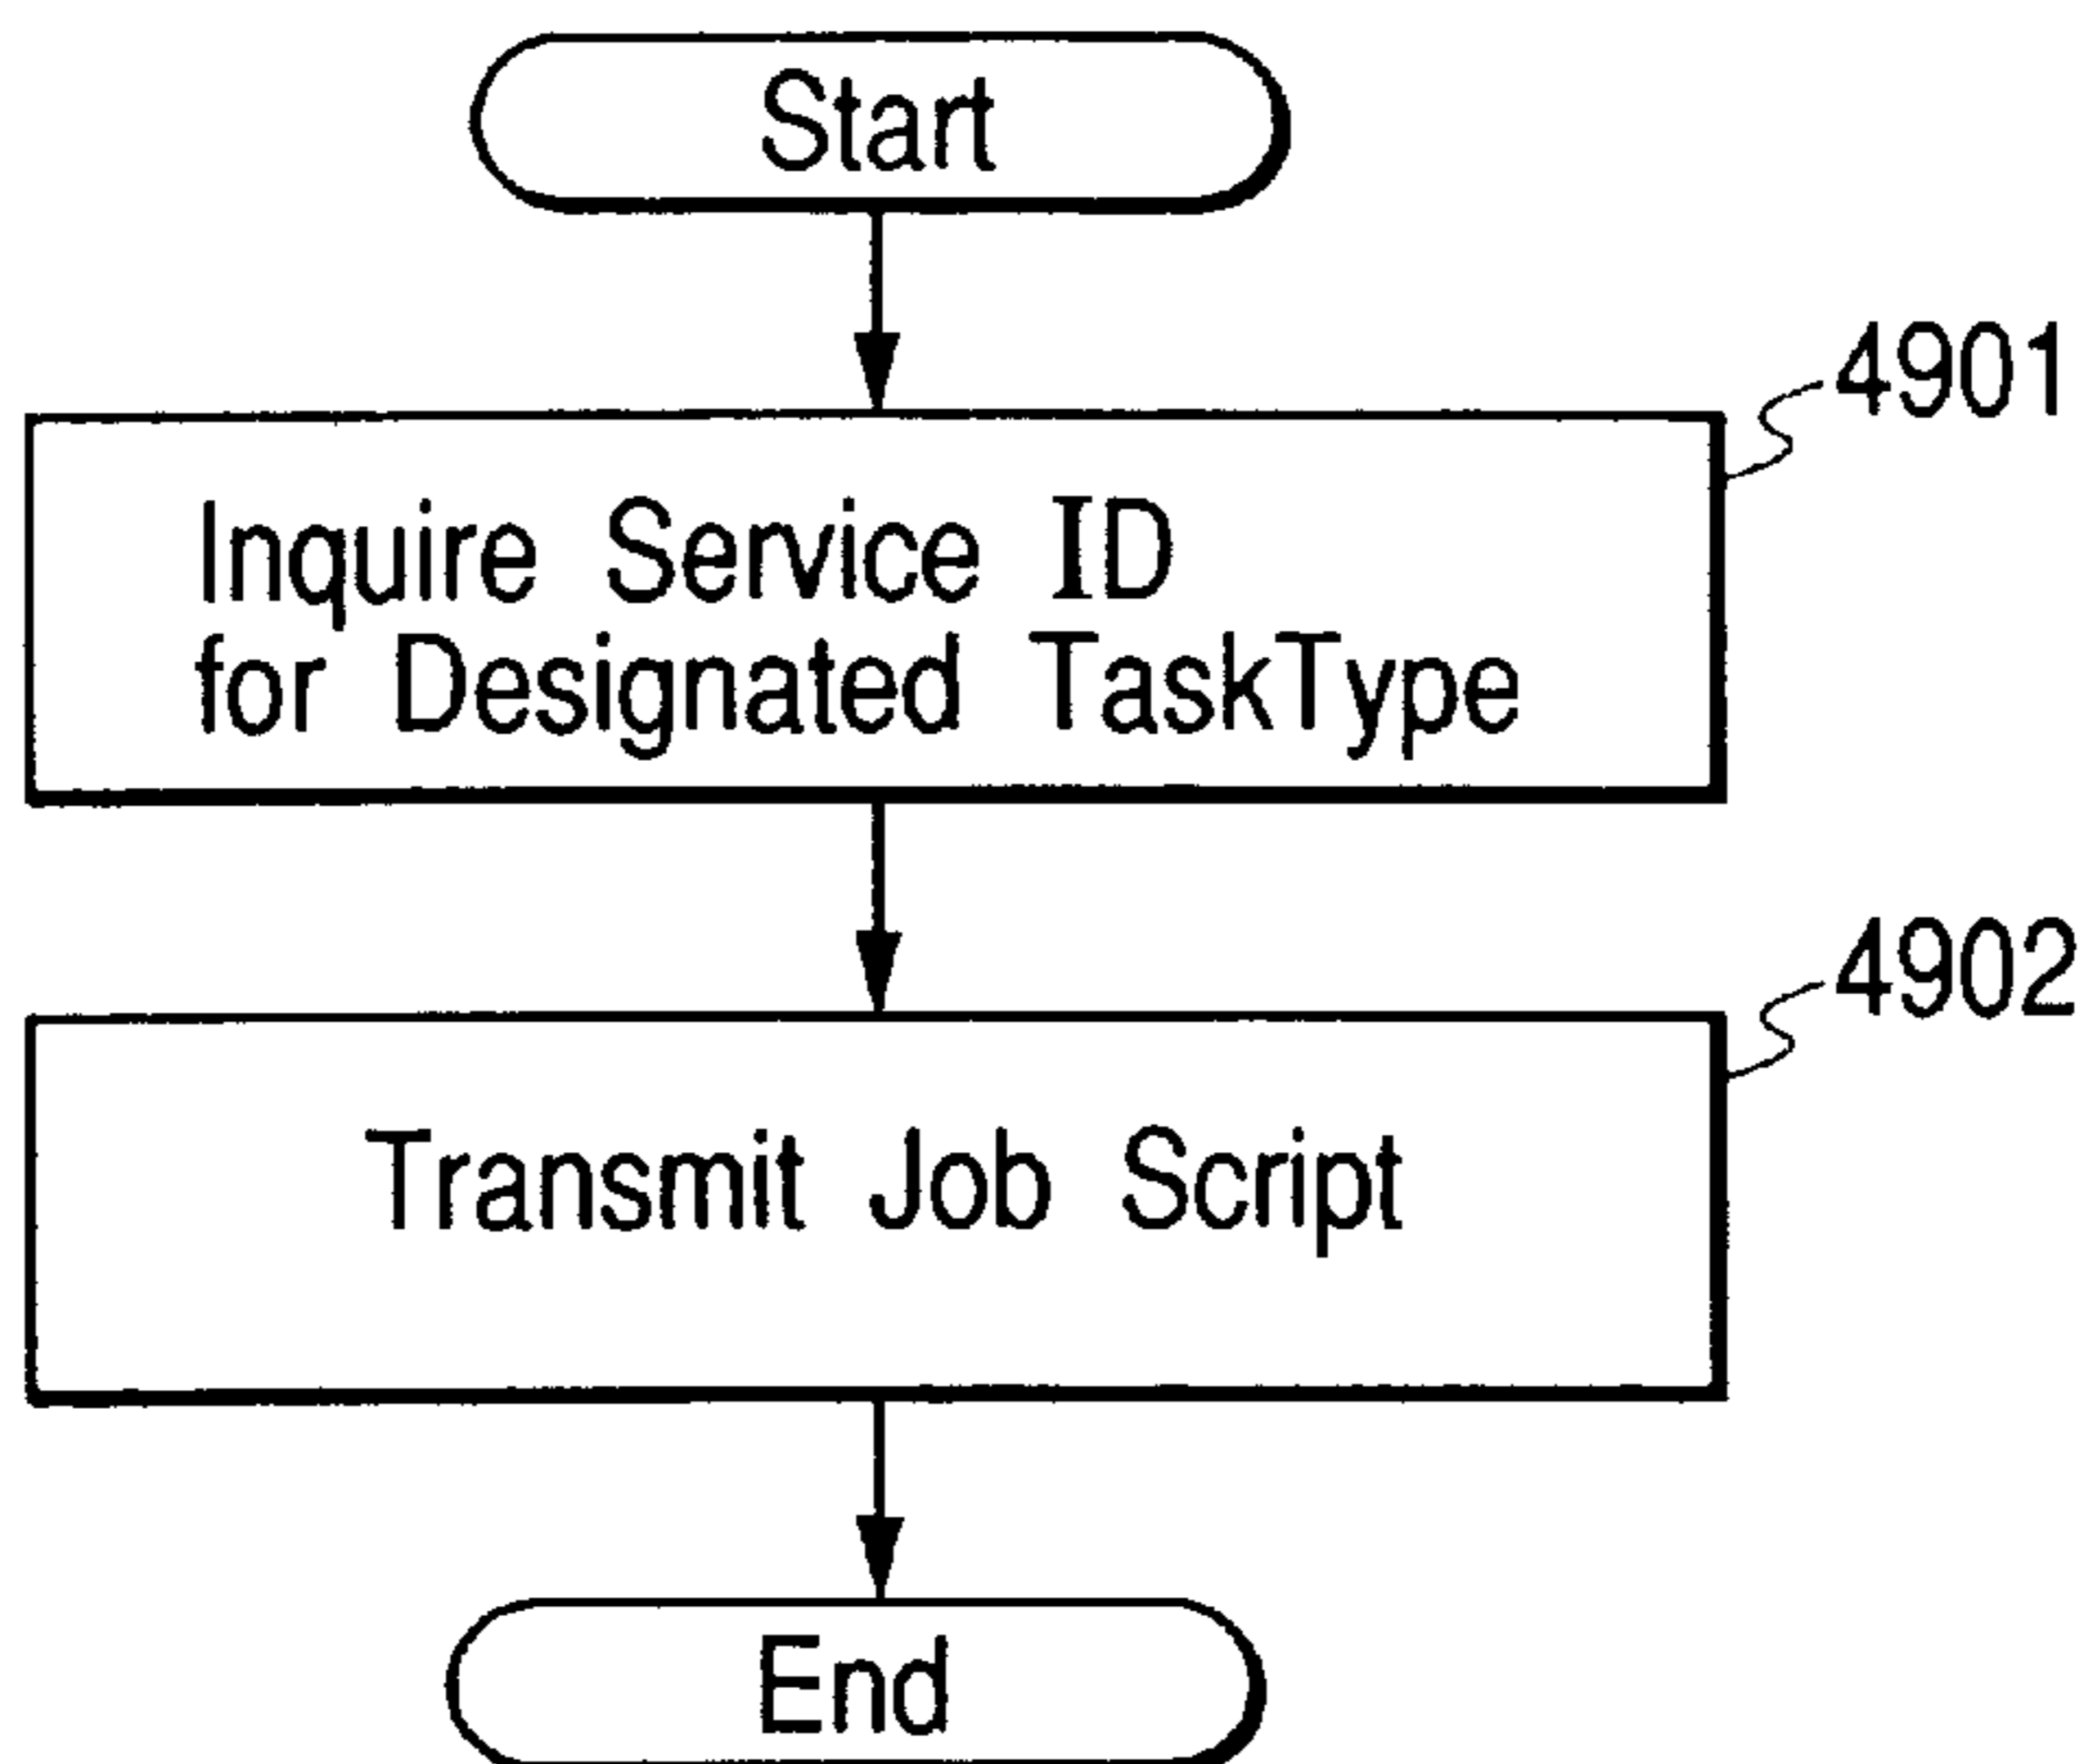 Start
4901
Inquire Service ID
for Designated TaskType
4902
Transmit Job Script
End